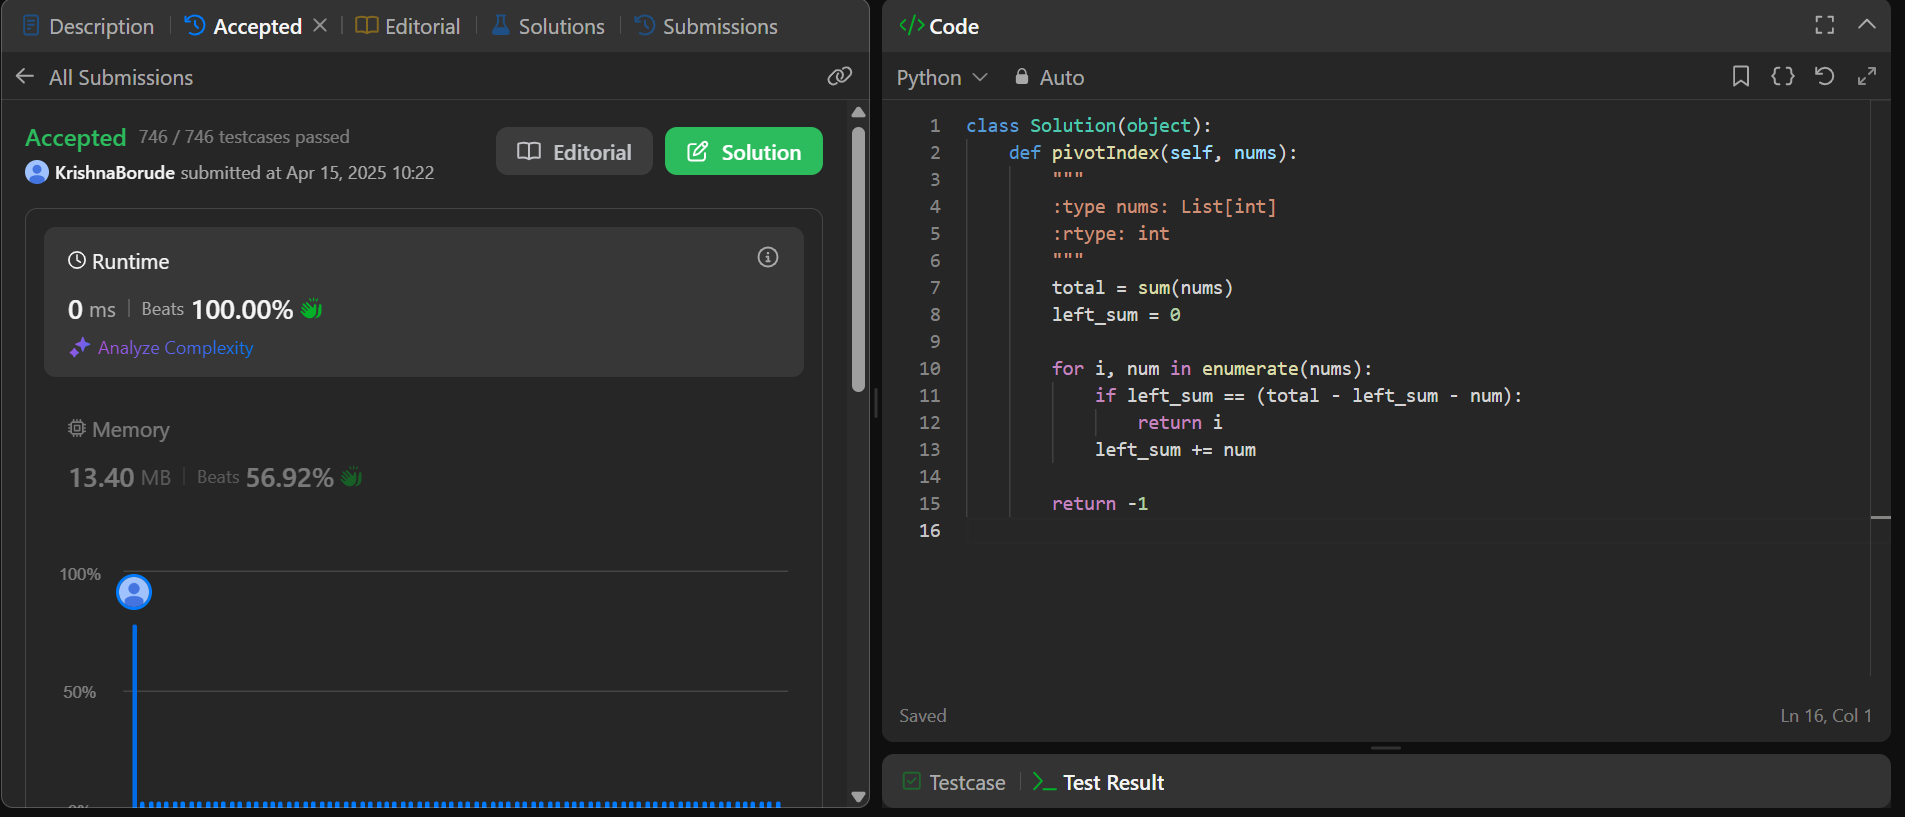 Description
Accepted
Editorial
Solutions
Submissions
All Submissions
Accepted 746 / 746 testcases passed
KrishnaBorude submitted at Apr 15, 2025 10:22
Editorial
Solution
Runtime
0 ms Beats 100.00%
Analyze Complexity
Memory
13.40 MB Beats 56.92%
100%
50%
</> Code
Python Auto
1 class Solution(object):
2 def pivotIndex(self, nums):
3 """
4 :type nums: List[int]
5 :rtype: int
6 """
7 total = sum(nums)
8 left_sum = 0
9
10 for i, num in enumerate(nums):
11 if left_sum == (total - left_sum - num):
12 return i
13 left_sum += num
14
15 return -1
16
Saved
Ln 16, Col 1
Testcase
Test Result